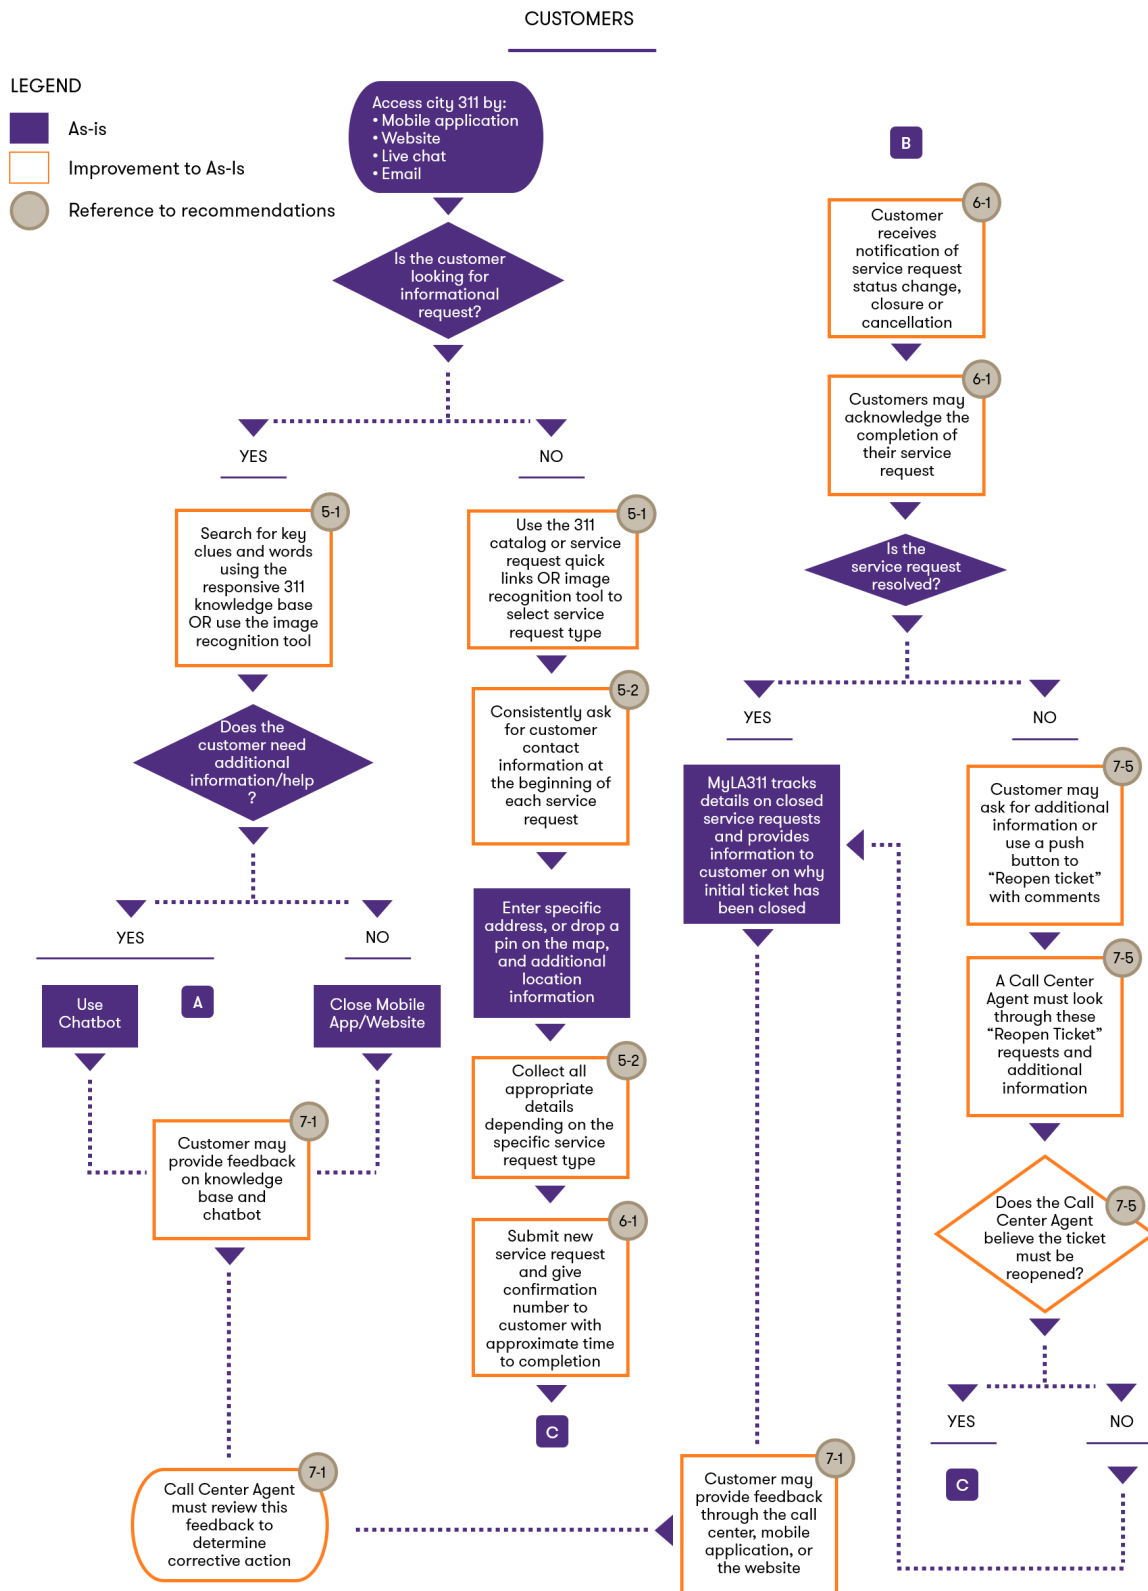 CUSTOMERS
LEGEND
As-is
Improvement to As-Is
Reference to recommendations
Access city 311 by:
• Mobile application
• Website
• Live chat
• Email
Is the customer
looking for
informational
request?
YES
NO
5-1
Search for key
clues and words
using the
responsive 311
knowledge base
OR use the image
recognition tool
Does the
customer need
additional
information/help
?
YES
NO
A
Use
Chatbot
Close Mobile
App/Website
7-1
Customer may
provide feedback
on knowledge
base and
chatbot
7-1
Call Center Agent
must review this
feedback to
determine
corrective action
5-1
Use the 311
catalog or service
request quick
links OR image
recognition tool to
select service
request type
5-2
Consistently ask
for customer
contact
information at
the beginning of
each service
request
Enter specific
address, or drop a
pin on the map,
and additional
location
information
5-2
Collect all
appropriate
details
depending on the
specific service
request type
6-1
Submit new
service request
and give
confirmation
number to
customer with
approximate time
to completion
C
B
6-1
Customer
receives
notification of
service request
status change,
closure or
cancellation
6-1
Customers may
acknowledge the
completion of
their service
request
Is the
service request
resolved?
YES
NO
MyLA311 tracks
details on closed
service requests
and provides
information to
customer on why
initial ticket has
been closed
7-1
Customer may
provide feedback
through the call
center, mobile
application, or
the website
7-5
Customer may
ask for additional
information or
use a push
button to
“Reopen ticket”
with comments
7-5
A Call Center
Agent must look
through these
“Reopen Ticket”
requests and
additional
information
7-5
Does the Call
Center Agent
believe the ticket
must be
reopened?
YES
NO
C